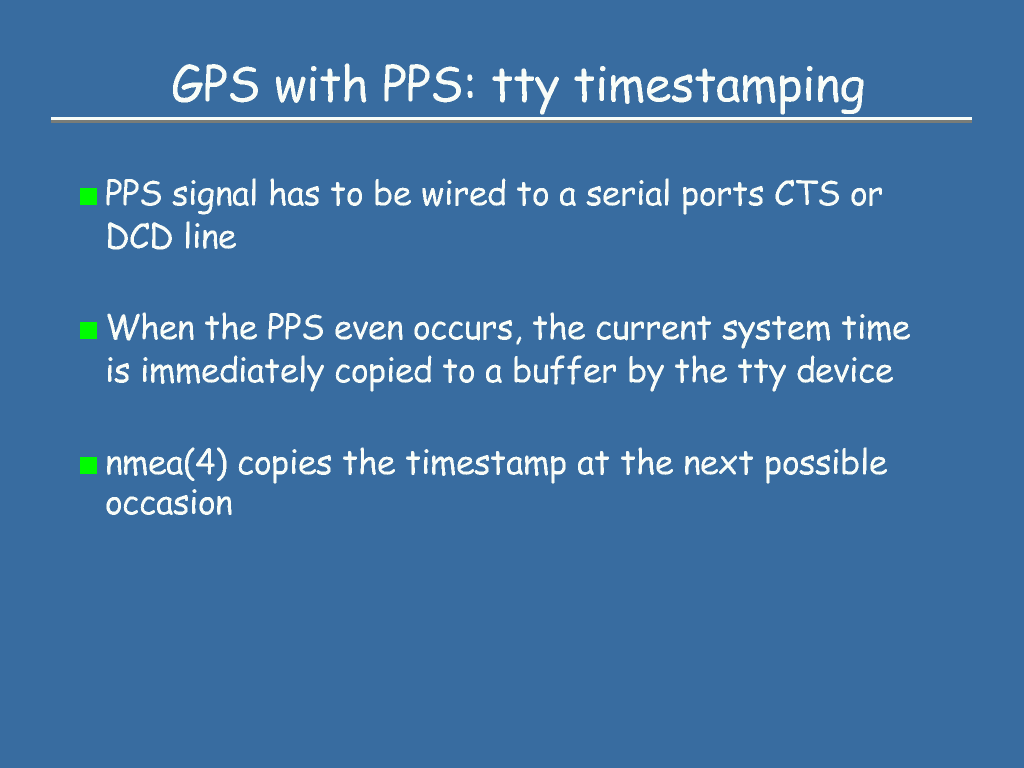 GPS with PPS: tty timestamping
PPS signal has to be wired to a serial ports CTS or
DCD line
When the PPS even occurs, the current system time
is immediately copied to a buffer by the tty device
nmea(4) copies the timestamp at the next possible
occasion